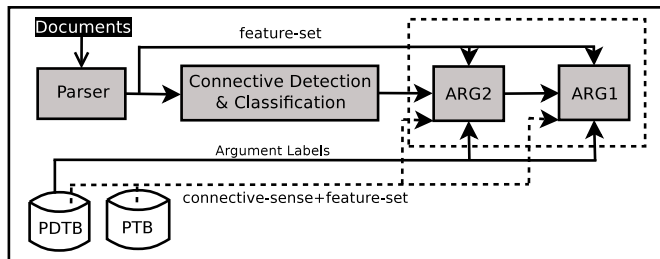 Documents
feature-set
Parser
Connective Detection
& Classification
ARG2
ARG1
Argument Labels
connective-sense+feature-set
PDTB
PTB